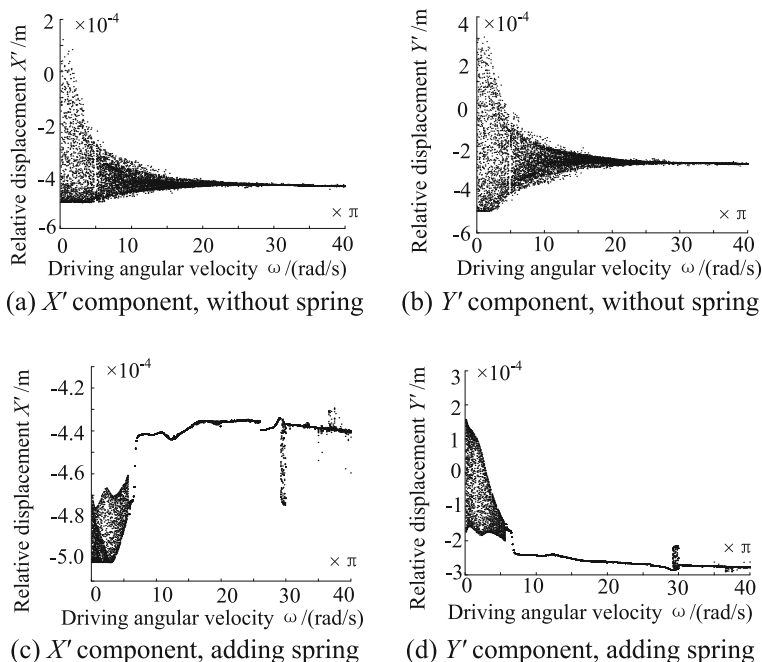 ×10⁻⁴
Relative displacement X′/m
2
0
-2
-4
-6
0 10 20 30 40
× π
Driving angular velocity ω/(rad/s)
(a) X′ component, without spring
×10⁻⁴
Relative displacement Y′/m
4
2
0
-2
-4
-6
0 10 20 30 40
× π
Driving angular velocity ω/(rad/s)
(b) Y′ component, without spring
×10⁻⁴
Relative displacement X′/m
-4.2
-4.4
-4.6
-4.8
-5.0
0 10 20 30 40
× π
Driving angular velocity ω/(rad/s)
(c) X′ component, adding spring
×10⁻⁴
Relative displacement Y′/m
3
1
0
-1
-2
-3
0 10 20 30 40
× π
Driving angular velocity ω/(rad/s)
(d) Y′ component, adding spring